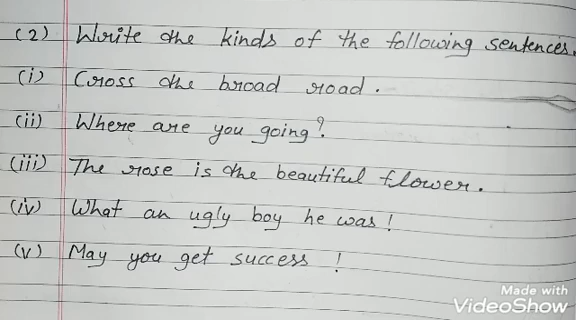 (2) Write the kinds of the following sentences.
(i) Cross the broad road.
(ii) Where are you going?
(iii) The rose is the beautiful flower.
(iv) What an ugly boy he was!
(v) May you get success!
Made with
VideoShow